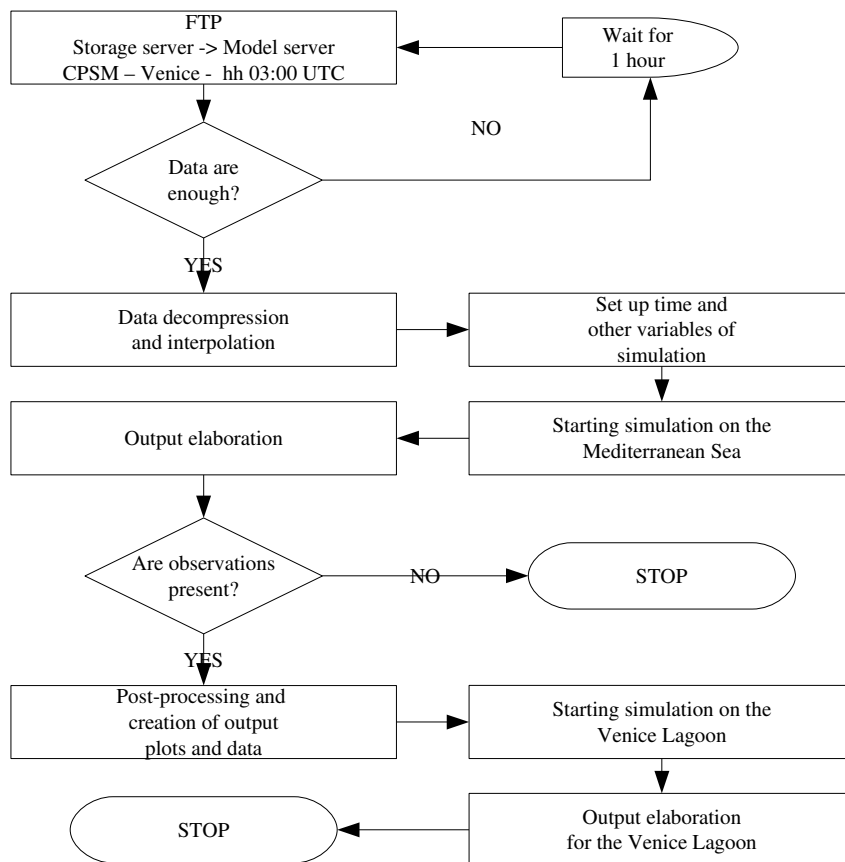 FTP
Storage server -> Model server
CPSM – Venice - hh 03:00 UTC
Wait for
1 hour
NO
Data are
enough?
YES
Data decompression
and interpolation
Set up time and
other variables of
simulation
Output elaboration
Starting simulation on the
Mediterranean Sea
Are observations
present?
NO
STOP
YES
Post-processing and
creation of output
plots and data
Starting simulation on the
Venice Lagoon
STOP
Output elaboration
for the Venice Lagoon